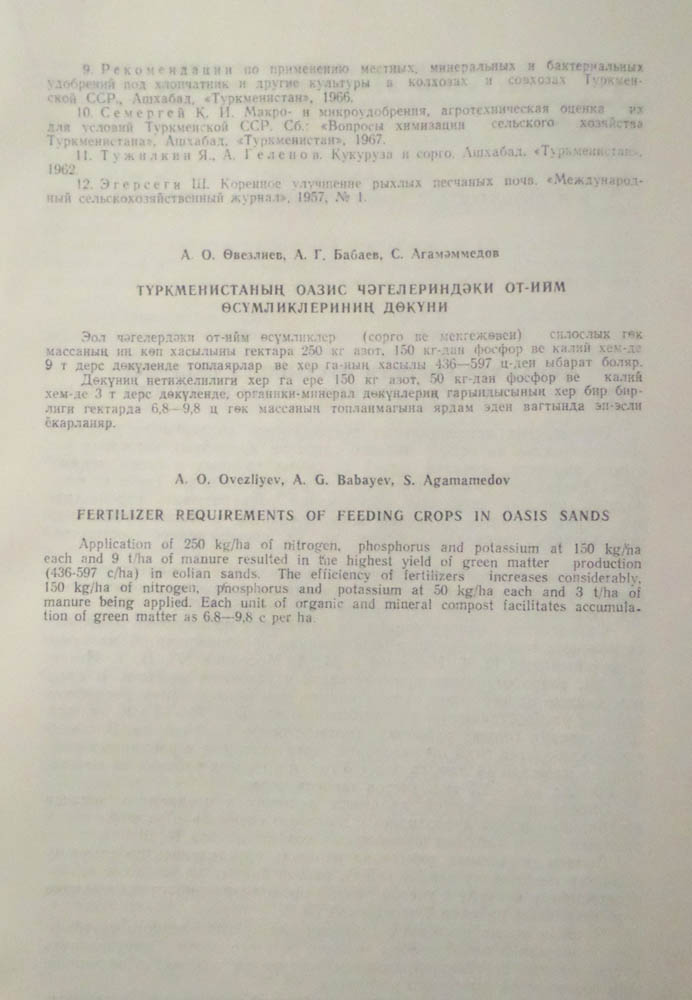 9. Рекомендации по применению местных, минеральных и бактериальных
удобрений под хлопчатник и другие культуры в колхозах и совхозах Туркмен-
ской ССР., Ашхабад, «Туркменистан», 1966.
10. Семергей К. И. Макро- и микроудобрения, агротехническая оценка их
для условий Туркменской ССР. Сб.: «Вопросы химизации сельского хозяйства
Туркменистана», Ашхабад, «Туркменистан», 1967.
11. Тужилкин Я., А. Геленов. Кукуруза и сорго. Ашхабад. «Туркменистан»,
1962.
12. Эгерсеги Ш. Коренное улучшение рыхлых песчаных почв. «Международ-
ный сельскохозяйственный журнал», 1957, № 1.
А. О. Өвезлиев, А. Г. Бабаев, С. Агамәммедов
ТҮРКМЕНИСТАНЫҢ ОАЗИС ЧӘГЕЛЕРИНДӘКИ ОТ-ИЙМ
ӨСҮМЛИКЛЕРИНИҢ ДӨКҮНИ
Эол чәгелердәки от-ийм өсүмликлер (сорго ве мекгежөвен) силослык гөк
массаның иң көп хасылыны гектара 250 кг азот, 150 кг-дан фосфор ве калий хем-де
9 т дерс дөкүленде топлаярлар ве хер га-ның хасылы 436—597 ц-ден ыбарат боляр.
Дөкүниң нетижелилиги хер га ере 150 кг азот, 50 кг-дан фосфор ве калий
хем-де 3 т дерс дөкүленде, органики-минерал дөкүнлериң гарындысының хер бир бир-
лиги гектарда 6,8—9,8 ц гөк массаның топланмагына ярдам эден вагтында эп-эсли
ёкарланяр.
A. O. Ovezliyev, A. G. Babayev, S. Agamamedov
FERTILIZER REQUIREMENTS OF FEEDING CROPS IN OASIS SANDS
Application of 250 kg/ha of nitrogen, phosphorus and potassium at 150 kg/ha
each and 9 t/ha of manure resulted in the highest yield of green matter production
(436-597 c/ha) in eolian sands. The efficiency of fertilizers increases considerably,
150 kg/ha of nitrogen, phosphorus and potassium at 50 kg/ha each and 3 t/ha of
manure being applied. Each unit of organic and mineral compost facilitates accumula-
tion of green matter as 6.8—9,8 c per ha.